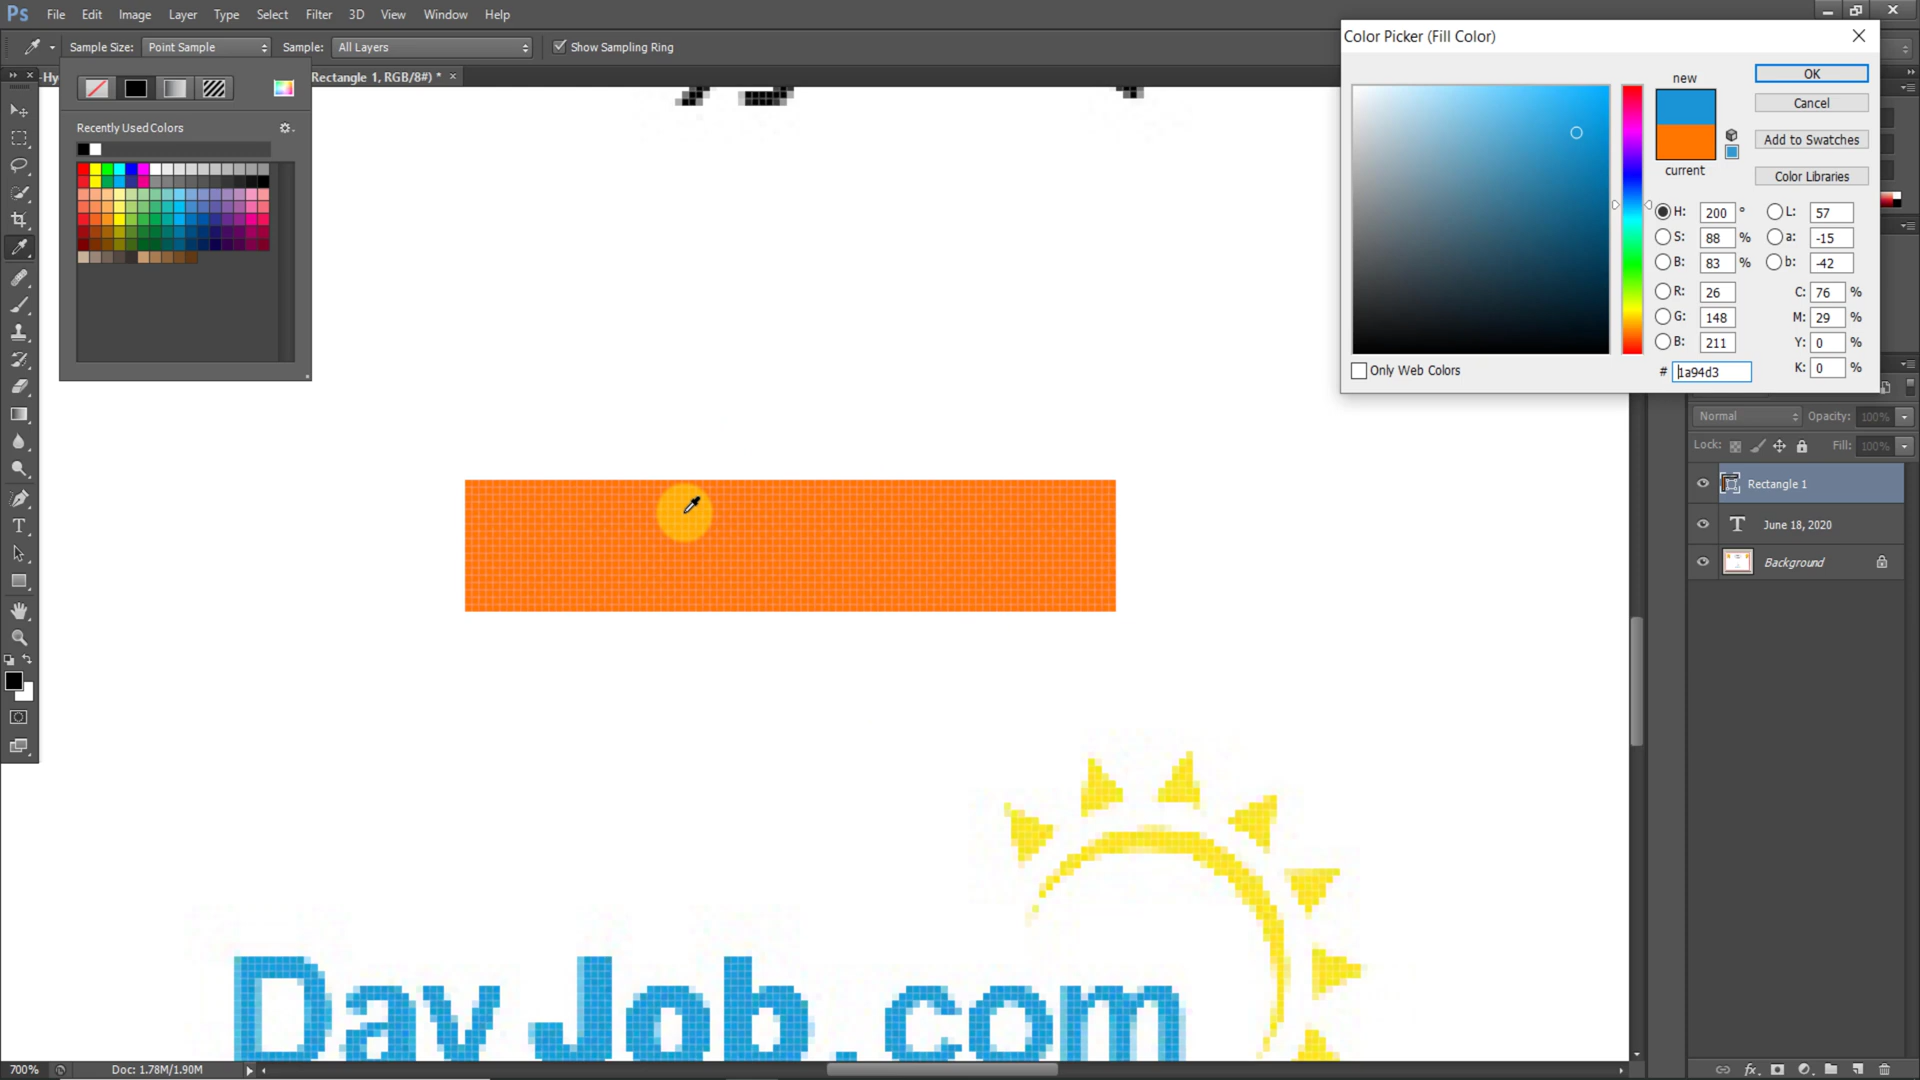 Ps File Edit Image Layer Type Select Filter 3D View Window Help
Sample Size: Point Sample Sample: All Layers Show Sampling Ring
-Hy Rectangle 1, RGB/8#) *
Recently Used Colors
Color Picker (Fill Color)
new
current
OK
Cancel
Add to Swatches
Color Libraries
H: 200 ° L: 57
S: 88 % a: -15
B: 83 % b: -42
R: 26 C: 76 %
G: 148 M: 29 %
B: 211 Y: 0 %
# 1a94d3 K: 0 %
Only Web Colors
Normal Opacity: 100%
Lock: Fill: 100%
Rectangle 1
T June 18, 2020
Background
DayJob.com
700% Doc: 1.78M/1.90M